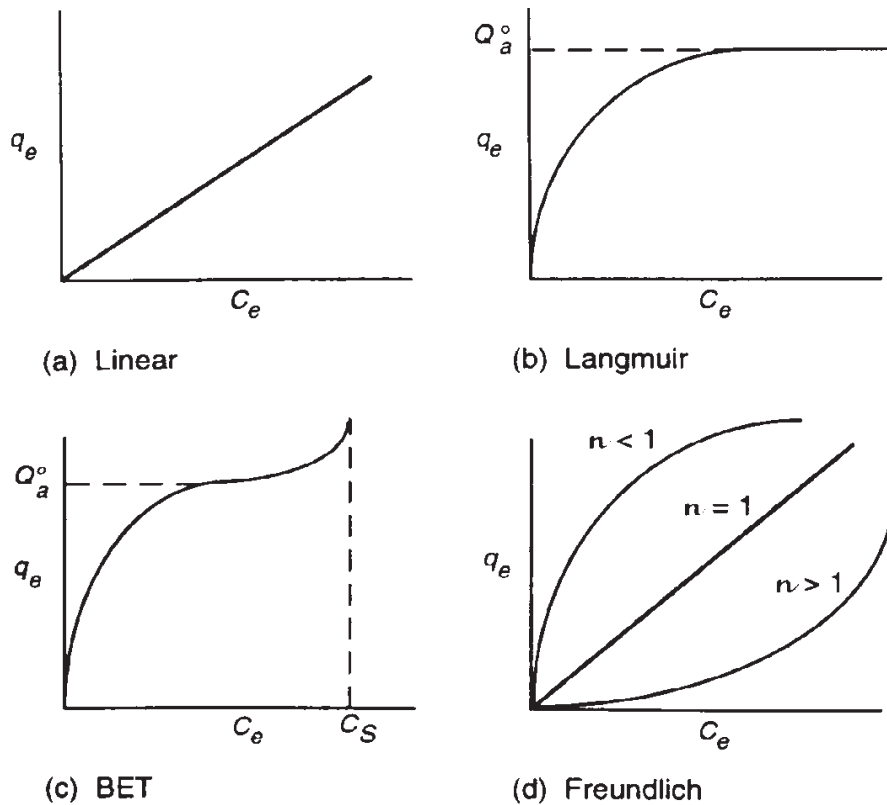 q_e
C_e
(a) Linear
Q°_a
q_e
C_e
(b) Langmuir
Q°_a
q_e
C_e
C_S
(c) BET
n < 1
n = 1
n > 1
q_e
C_e
(d) Freundlich